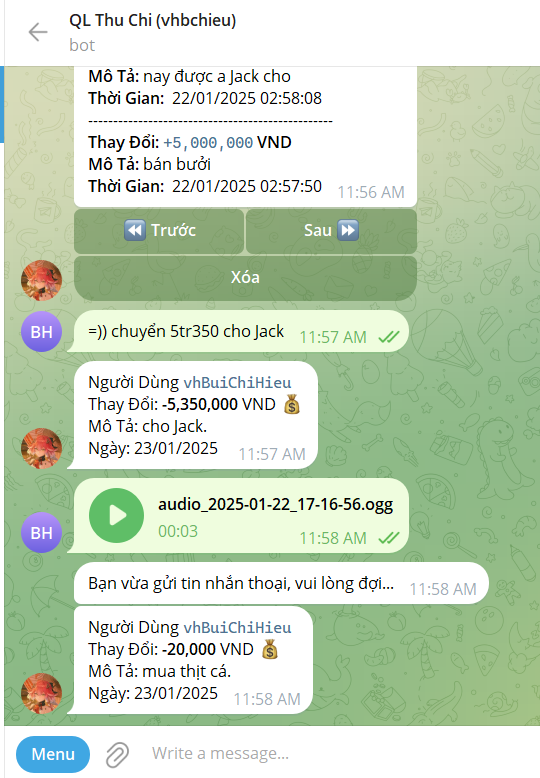 QL Thu Chi (vhbchieu)
bot
Mô Tả: nay được a Jack cho
Thời Gian: 22/01/2025 02:58:08
-------------------------------------------------
Thay Đổi: +5,000,000 VND
Mô Tả: bán bưởi
Thời Gian: 22/01/2025 02:57:50 11:56 AM
⏪ Trước Sau ⏩
Xóa
BH =)) chuyển 5tr350 cho Jack 11:57 AM
Người Dùng vhBuiChiHieu
Thay Đổi: -5,350,000 VND 💰
Mô Tả: cho Jack.
Ngày: 23/01/2025 11:57 AM
audio_2025-01-22_17-16-56.ogg
BH 00:03 11:58 AM
Bạn vừa gửi tin nhắn thoại, vui lòng đợi... 11:58 AM
Người Dùng vhBuiChiHieu
Thay Đổi: -20,000 VND 💰
Mô Tả: mua thịt cá.
Ngày: 23/01/2025 11:58 AM
Menu Write a message...